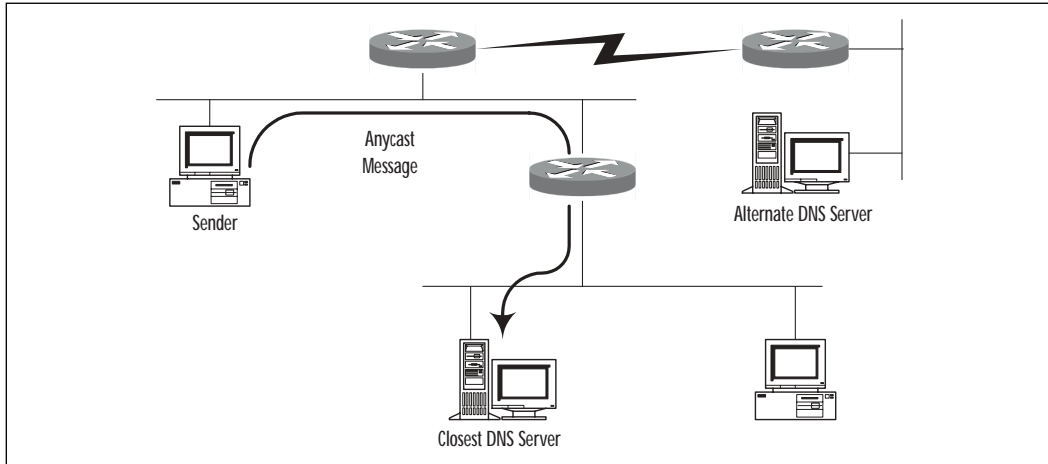 Anycast
Message
Sender
Alternate DNS Server
Closest DNS Server